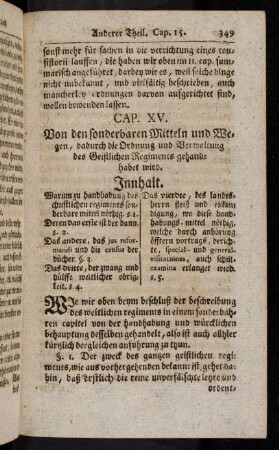 Anderer Theil. Cap. 15. 349
sonst mehr für sachen in die verrichtung eines con-
sistorii lauffen, die haben wir oben im 11. cap. sum-
marisch angeführet, darbey wir es, weil solche dinge
nicht unbekannt, und vielfältig beschrieben, auch
mancherley ordnungen darvon aufgerichtet sind,
wollen bewenden lassen.
CAP. XV.
Von den sonderbaren Mitteln und We-
gen, dadurch die Ordnung und Verwaltung
des Geistlichen Regiments gehand-
habet wird.
Innhalt.
Warum zu handhabung des
christlichen regiments son-
derbare mittel nöthig. s. 1.
Deren das erste ist der bann.
s. 2.
Das andere, das jus refor-
mandi und die censur der
bücher. §. 3.
Das dritte, der zwang und
hülffe weltlicher obrig-
keit. s. 4.
Das vierdte, des landes-
herrn fleiß und erkun-
digung, wo diese hand-
habungs-mittel nöthig,
welche durch anhörung
öfftern vortrags, berich-
te, special- und general-
visitationen, auch schul-
examina erlanget wird.
s. 5.
Wie wir oben beym beschluß der beschreibung
des weltlichen regiments in einem sonderba-
ren capitel von der handhabung und würcklichen
behauptung desselben gehandelt, also ist auch allhier
kürtzlich dergleichen anführung zu thun.
§. 1. Der zweck des gantzen geistlichen regi-
ments, wie aus vorhergehenden bekannt ist, gehet da-
hin, daß erstlich die reine unverfälschte lehre und
ordent-